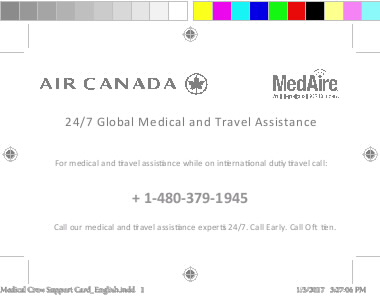 AIR CANADA
MedAire
24/7 Global Medical and Travel Assistance
For medical and travel assistance while on international duty travel call:
+ 1-480-379-1945
Call our medical and travel assistance experts 24/7. Call Early. Call Often.
Medical Crew Support Card_English.indd 1
1/3/2017 3:27:06 PM